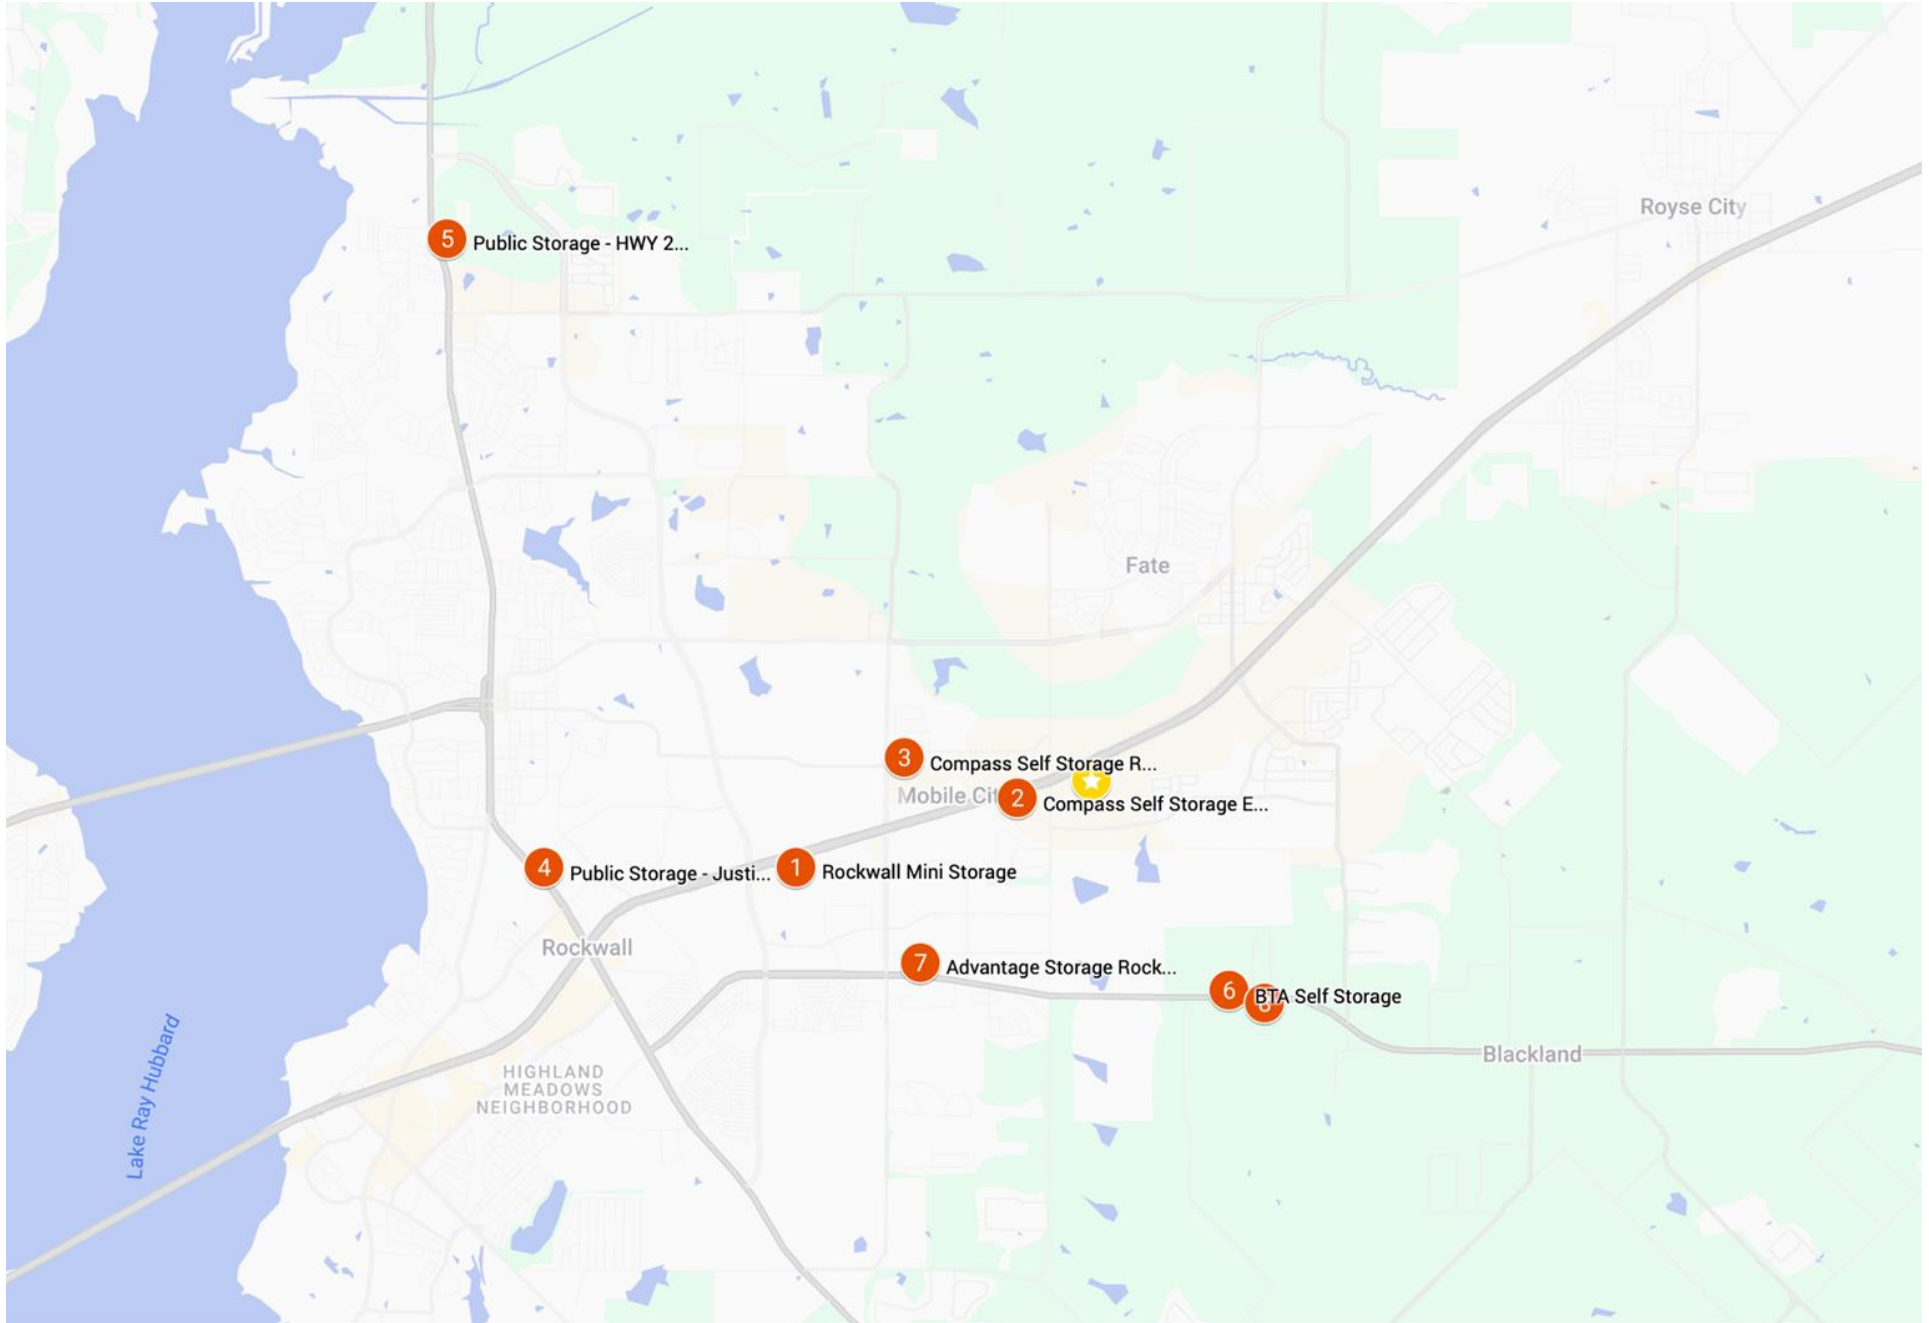 Royse City
5
Public Storage - HWY 2...
Fate
3
Compass Self Storage R...
Mobile Cit
2
Compass Self Storage E...
4
Public Storage - Justi...
1
Rockwall Mini Storage
Rockwall
7
Advantage Storage Rock...
6
BTA Self Storage
Blackland
HIGHLAND
MEADOWS
NEIGHBORHOOD
Lake Ray Hubbard